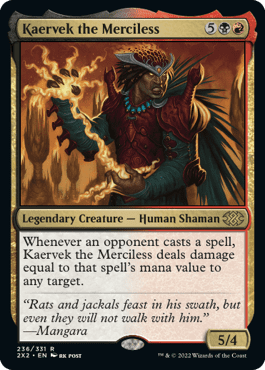 Kaervek the Merciless 5
Legendary Creature — Human Shaman
Whenever an opponent casts a spell,
Kaervek the Merciless deals damage
equal to that spell's mana value to
any target.
"Rats and jackals feast in his swath, but
even they will not walk with him."
—Mangara
5/4
236/331 R
2X2 • EN RK POST
™ & © 2022 Wizards of the Coast